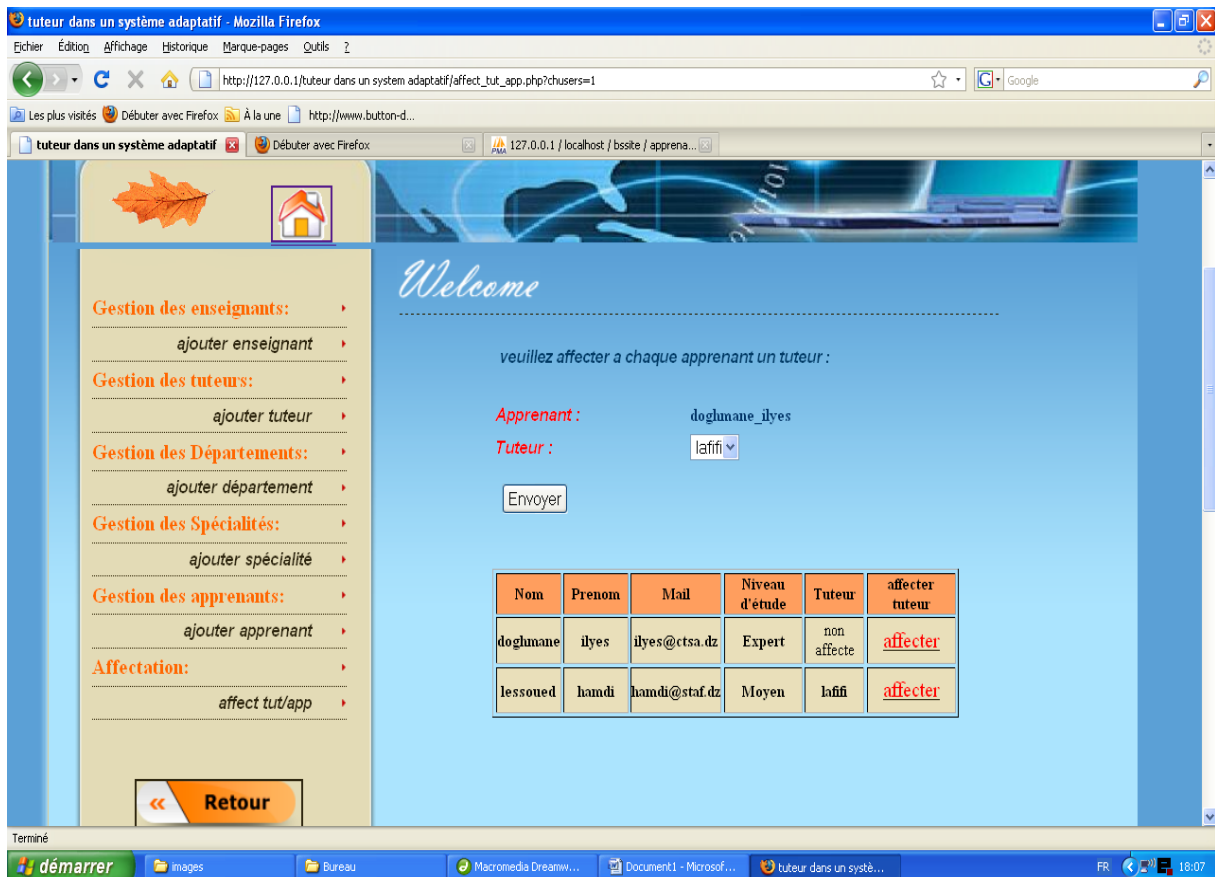 tuteur dans un système adaptatif - Mozilla Firefox
Fichier Édition Affichage Historique Marque-pages Outils ?
http://127.0.0.1/tuteur dans un system adaptatif/affect_tut_app.php?chusers=1
Google
Les plus visités Débuter avec Firefox À la une http://www.button-d...
tuteur dans un système adaptatif Débuter avec Firefox 127.0.0.1 / localhost / bssite / apprena...
Welcome
Gestion des enseignants:
ajouter enseignant
Gestion des tuteurs:
ajouter tuteur
Gestion des Départements:
ajouter département
Gestion des Spécialités:
ajouter spécialité
Gestion des apprenants:
ajouter apprenant
Affectation:
affect tut/app
Retour
veuillez affecter a chaque apprenant un tuteur :
Apprenant : doghmane_ilyes
Tuteur : lafifi
Envoyer
Nom Prenom Mail Niveau d'étude Tuteur affecter tuteur
doghmane ilyes ilyes@ctsa.dz Expert non affecte affecter
lessoued hamdi hamdi@staf.dz Moyen lafifi affecter
Terminé
démarrer images Bureau Macromedia Dreamw... Document1 - Microsof... tuteur dans un systè... FR 18:07